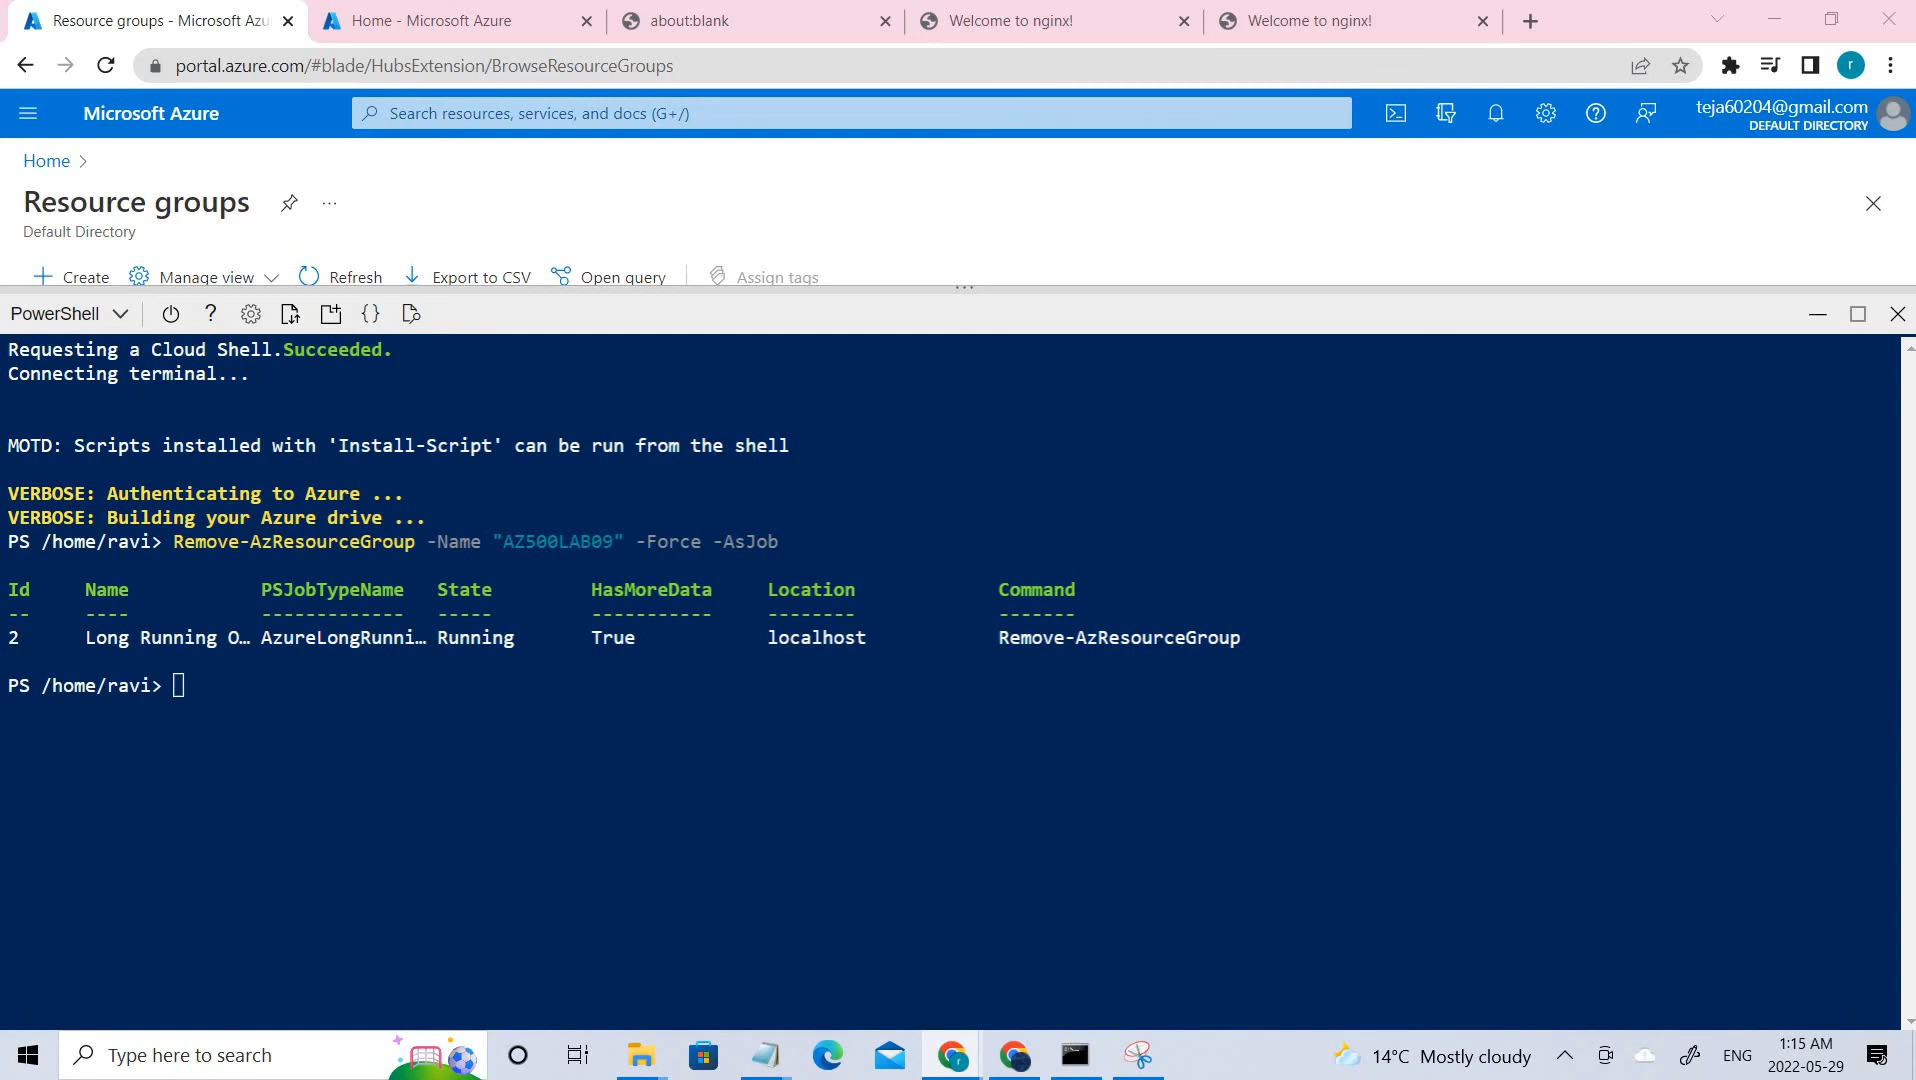 Resource groups - Microsoft Azu
Home - Microsoft Azure
about:blank
Welcome to nginx!
Welcome to nginx!
portal.azure.com/#blade/HubsExtension/BrowseResourceGroups
r
Microsoft Azure
Search resources, services, and docs (G+/)
teja60204@gmail.com
DEFAULT DIRECTORY
Home >
Resource groups
Default Directory
Create
Manage view
Refresh
Export to CSV
Open query
Assign tags
PowerShell
Requesting a Cloud Shell.Succeeded.
Connecting terminal...
MOTD: Scripts installed with 'Install-Script' can be run from the shell
VERBOSE: Authenticating to Azure ...
VERBOSE: Building your Azure drive ...
PS /home/ravi> Remove-AzResourceGroup -Name "AZ500LAB09" -Force -AsJob
Id Name PSJobTypeName State HasMoreData Location Command
-- ---- ------------- ----- ----------- -------- -------
2 Long Running O… AzureLongRunni… Running True localhost Remove-AzResourceGroup
PS /home/ravi>
Type here to search
14°C Mostly cloudy
ENG
1:15 AM
2022-05-29